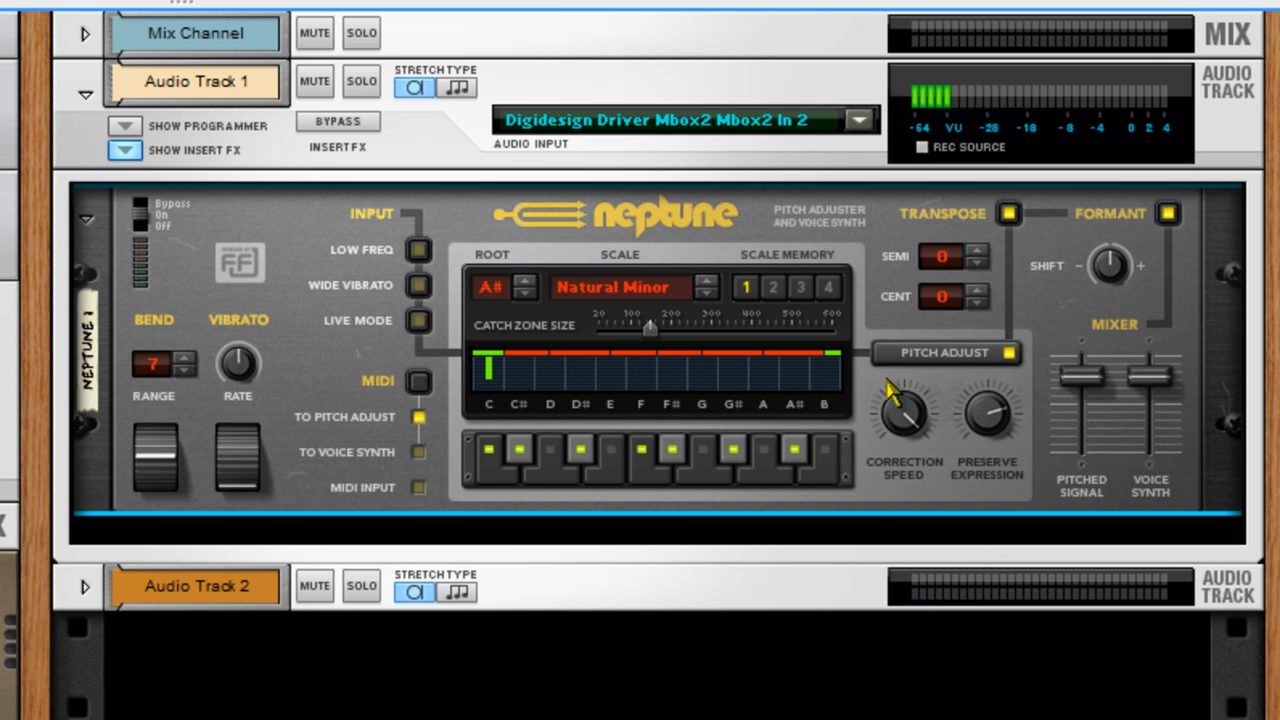 Mix Channel MUTE SOLO MIX
Audio Track 1 MUTE SOLO STRETCH TYPE AUDIO TRACK
SHOW PROGRAMMER BYPASS Digidesign Driver Mbox2 Mbox2 In 2 -64 VU -28 -18 -8 -4 0 2 4
SHOW INSERT FX INSERT FX AUDIO INPUT REC SOURCE
Bypass
On
Off
INPUT neptune PITCH ADJUSTER AND VOICE SYNTH TRANSPOSE FORMANT
LOW FREQ ROOT SCALE SCALE MEMORY SEMI 0 SHIFT - +
WIDE VIBRATO A# Natural Minor 1 2 3 4 CENT 0
BEND VIBRATO LIVE MODE CATCH ZONE SIZE 20 100 200 300 400 500 600 MIXER
NEPTUNE 1
7 PITCH ADJUST
RANGE RATE MIDI
C C# D D# E F F# G G# A A# B
TO PITCH ADJUST
TO VOICE SYNTH CORRECTION SPEED PRESERVE EXPRESSION
MIDI INPUT PITCHED SIGNAL VOICE SYNTH
Audio Track 2 MUTE SOLO STRETCH TYPE AUDIO TRACK